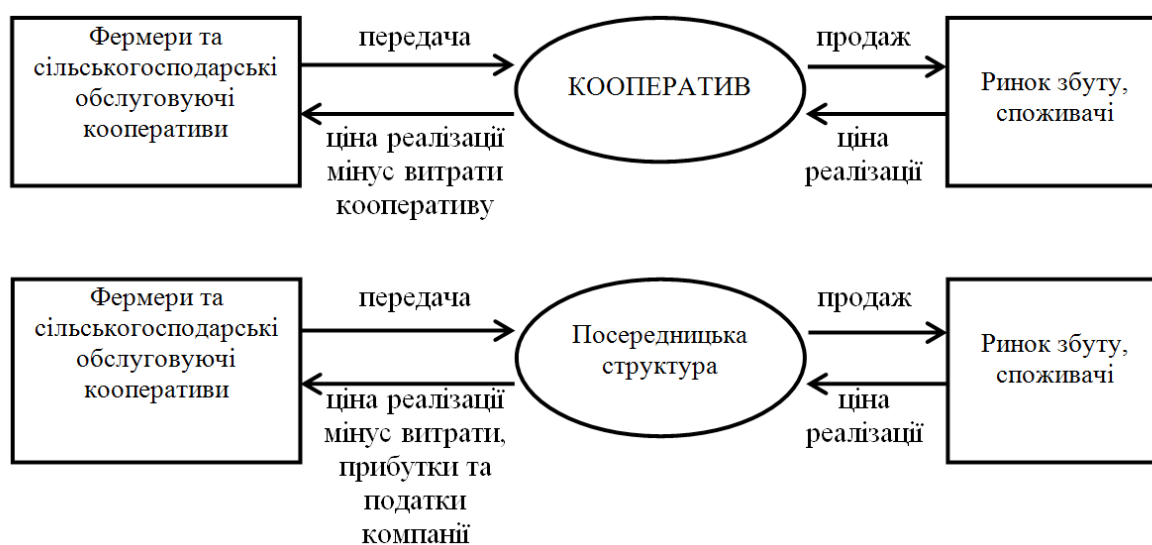 Фермери та
сільськогосподарські
обслуговуючі
кооперативи
передача
ціна реалізації
мінус витрати
кооперативу
КООПЕРАТИВ
продаж
ціна
реалізації
Ринок збуту,
споживачі
Фермери та
сільськогосподарські
обслуговуючі
кооперативи
передача
ціна реалізації
мінус витрати,
прибутки та
податки
компанії
Посередницька
структура
продаж
ціна
реалізації
Ринок збуту,
споживачі